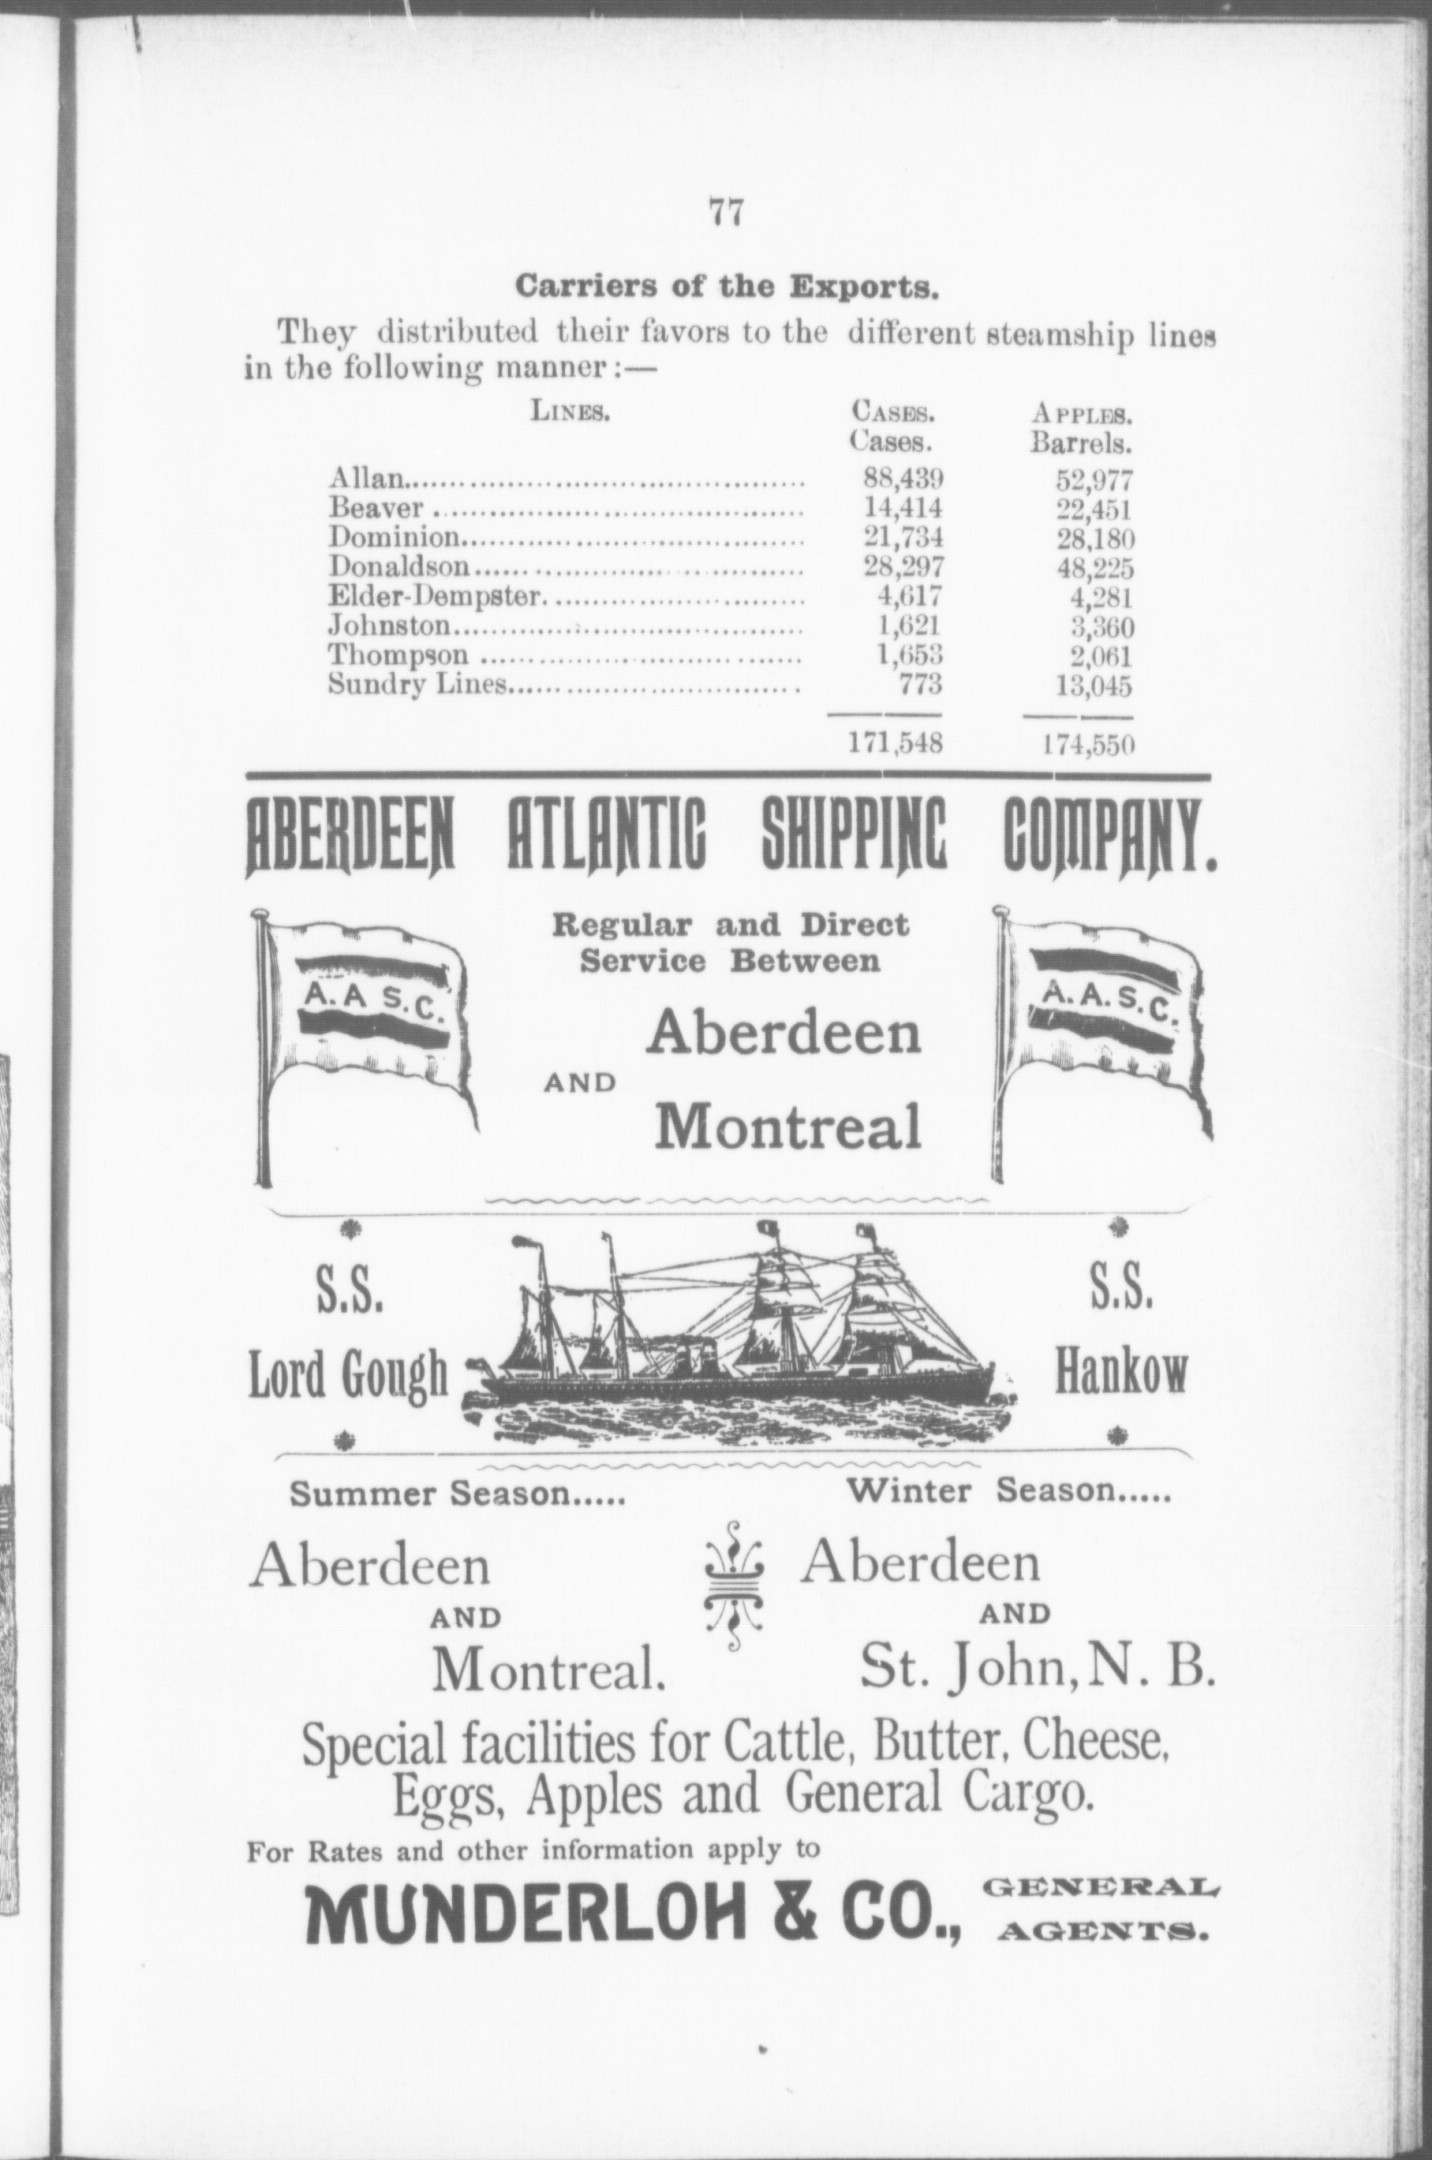 77
Carriers of the Exports.
They distributed their favors to the different steamship lines
in the following manner :—
LINES. CASES. APPLES.
Cases. Barrels.
Allan........................................ 88,439 52,977
Beaver ...................................... 14,414 22,451
Dominion.................................... 21,734 28,180
Donaldson................................... 28,297 48,225
Elder-Dempster............................. 4,617 4,281
Johnston..................................... 1,621 3,360
Thompson ................................... 1,653 2,061
Sundry Lines................................ 773 13,045
171,548 174,550
ABERDEEN ATLANTIC SHIPPING COMPANY.
Regular and Direct
Service Between
A. A S. C.
A. A. S. C.
Aberdeen
AND
Montreal
S.S.
Lord Gough
S.S.
Hankow
Summer Season.....
Aberdeen
AND
Montreal.
Winter Season.....
Aberdeen
AND
St. John, N. B.
Special facilities for Cattle, Butter, Cheese,
Eggs, Apples and General Cargo.
For Rates and other information apply to
MUNDERLOH & CO., GENERAL
AGENTS.